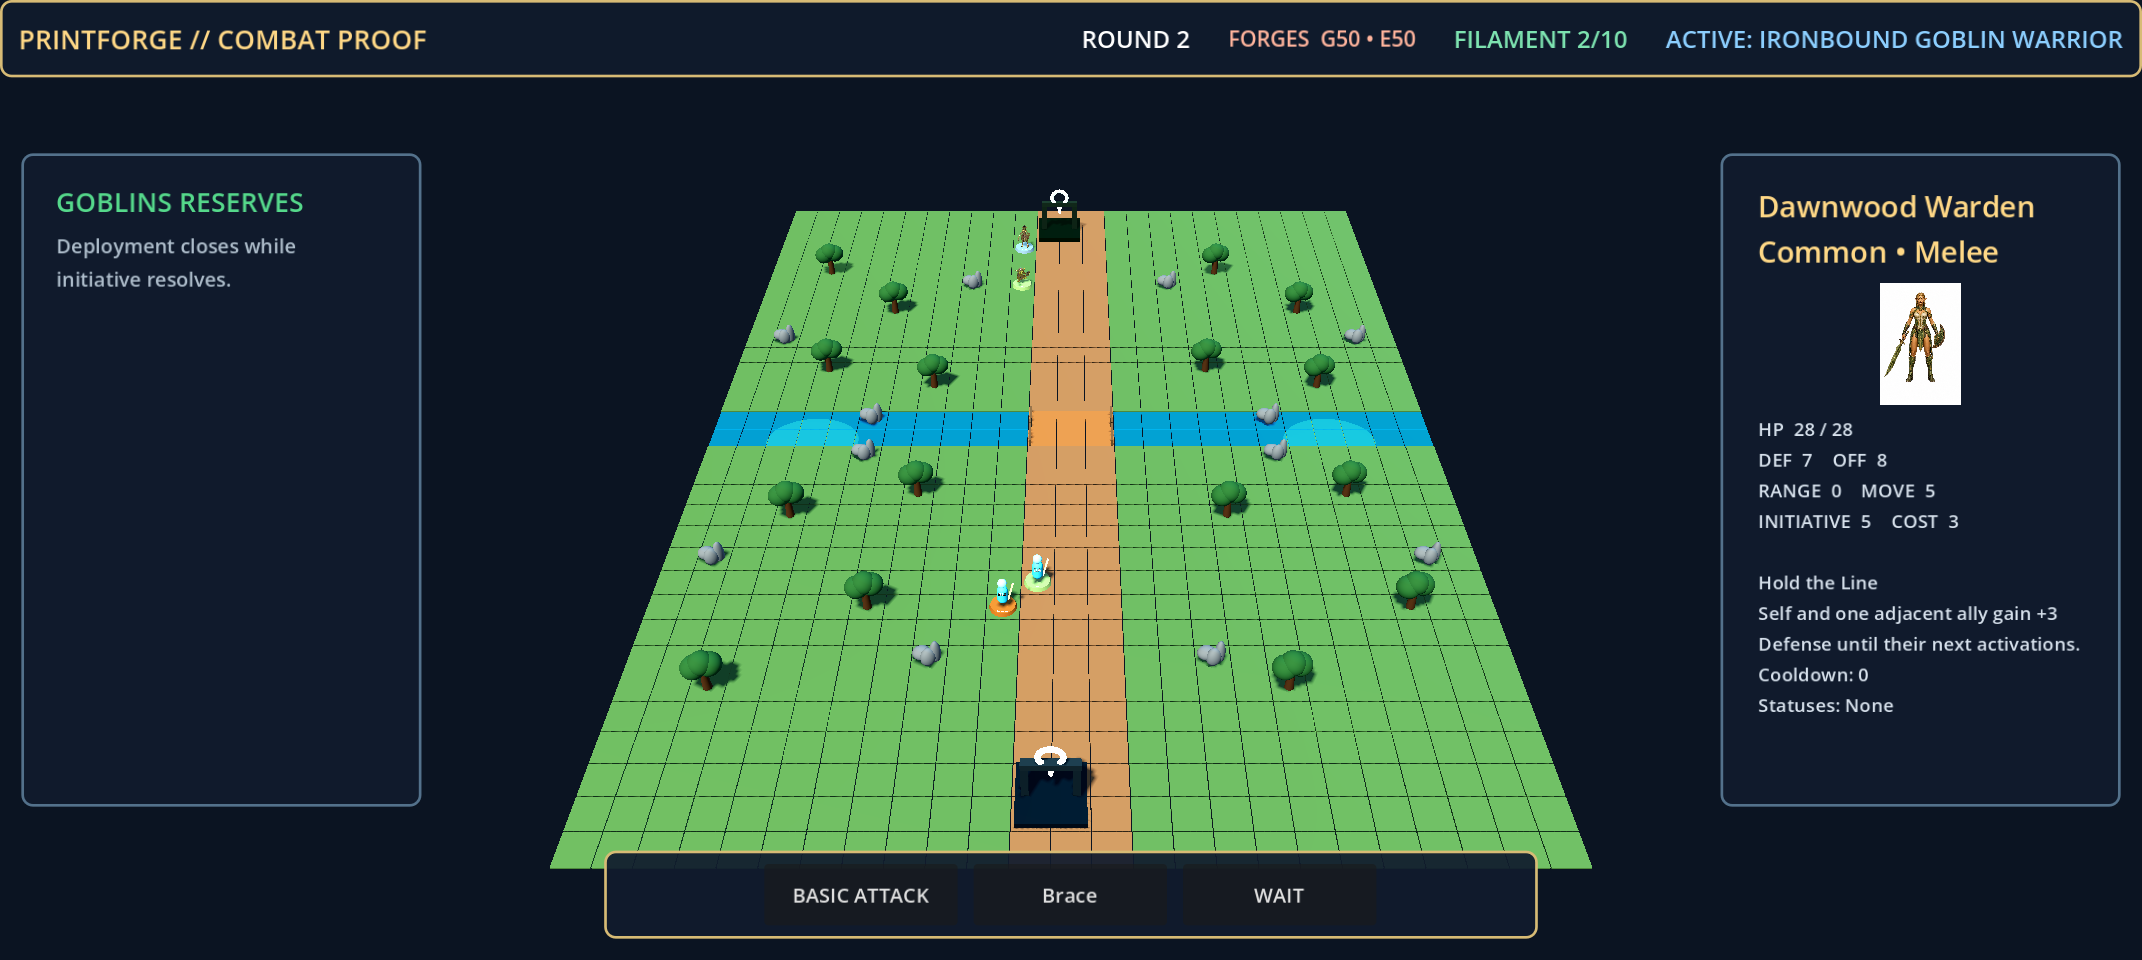 PRINTFORGE // COMBAT PROOF
ROUND 2
FORGES G50 • E50
FILAMENT 2/10
ACTIVE: IRONBOUND GOBLIN WARRIOR
GOBLINS RESERVES
Deployment closes while
initiative resolves.
Dawnwood Warden
Common • Melee
HP 28 / 28
DEF 7 OFF 8
RANGE 0 MOVE 5
INITIATIVE 5 COST 3
Hold the Line
Self and one adjacent ally gain +3
Defense until their next activations.
Cooldown: 0
Statuses: None
BASIC ATTACK
Brace
WAIT